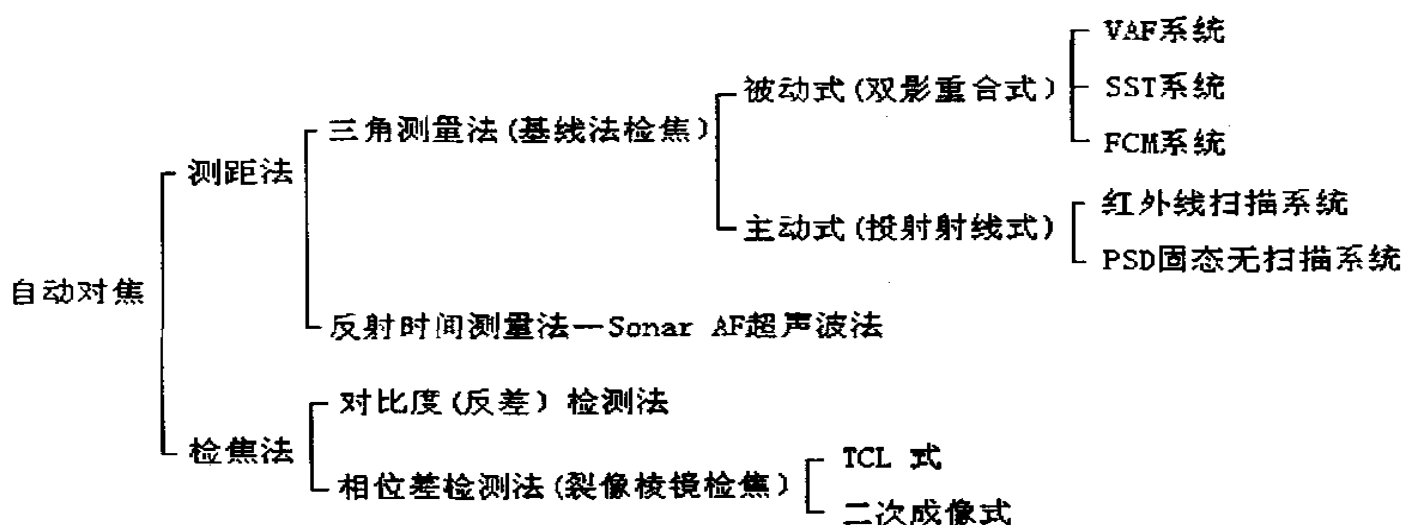 VAF系统
被动式(双影重合式)
SST系统
三角测量法(基线法检焦)
FCM系统
测距法
红外线扫描系统
主动式(投射射线式)
PSD固态无扫描系统
自动对焦
反射时间测量法—Sonar AF超声波法
对比度(反差)检测法
检焦法
TCL 式
相位差检测法(裂像棱镜检焦)
二次成像式